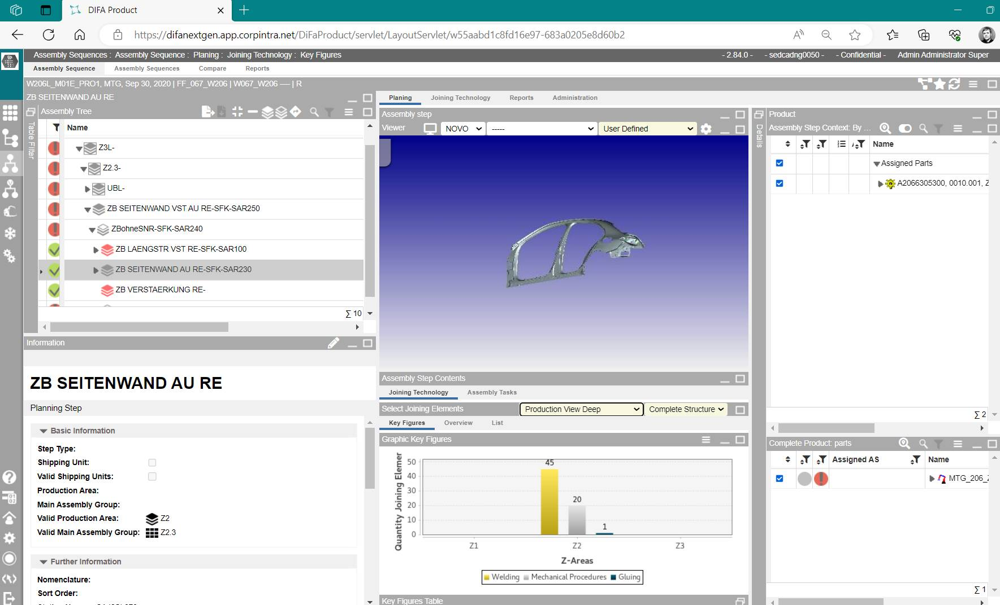 DIFA Product
https://difanextgen.app.corpintra.net/DiFaProduct/servlet/LayoutServlet/w55aabd1c8fd16e97-683a0205e8d60b2
Assembly Sequences : Assembly Sequence : Planing : Joining Technology : Key Figures
- 2.84.0 - - sedcadng0050 - - Confidential - Admin Administrator Super
Assembly Sequence Assembly Sequences Compare Reports
W206L_M01E_PRO1, MTG, Sep 30, 2020 | FF_067_W206 | W067_W206 ---- | R
ZB SEITENWAND AU RE
Assembly Tree
Table Filter
Name
Z3L-
Z2.3-
UBL-
ZB SEITENWAND VST AU RE-SFK-SAR250
ZBohneSNR-SFK-SAR240
ZB LAENGSTR VST RE-SFK-SAR100
ZB SEITENWAND AU RE-SFK-SAR230
ZB VERSTAERKUNG RE-
∑ 10
Information
ZB SEITENWAND AU RE
Planning Step
Basic Information
Step Type:
Shipping Unit:
Valid Shipping Units:
Production Area:
Main Assembly Group:
Valid Production Area: Z2
Valid Main Assembly Group: Z2.3
Further Information
Nomenclature:
Sort Order:
Planing Joining Technology Reports Administration
Assembly step
Viewer NOVO ----- User Defined
Assembly Step Contents
Joining Technology Assembly Tasks
Select Joining Elements Production View Deep Complete Structure
Key Figures Overview List
Graphic Key Figures
Quantity Joining Elemer
50
40
30
20
10
0
45
20
1
Z1 Z2 Z3
Z-Areas
Welding Mechanical Procedures Gluing
Key Figures Table
Details
Product
Assembly Step Context: By ...
Name
Assigned Parts
A2066305300, 0010.001, Z
∑ 2
Complete Product: parts
Assigned AS Name
MTG_206_
∑ 1